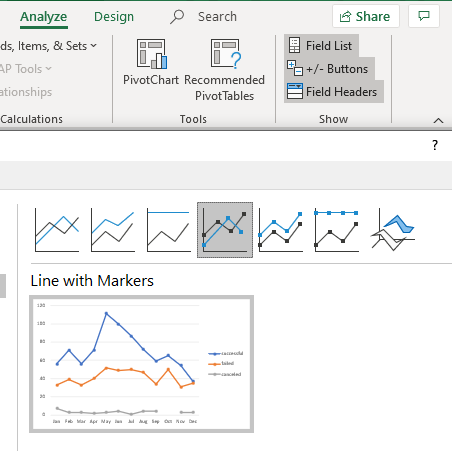 Analyze Design Search Share
ds, Items, & Sets
AP Tools
ationships
Calculations
PivotChart
Recommended
PivotTables
Tools
Field List
+/- Buttons
Field Headers
Show
?
Line with Markers
120
100
80
60
40
20
0
Jan Feb Mar Apr May Jun Jul Aug Sep Oct Nov Dec
successful
failed
canceled